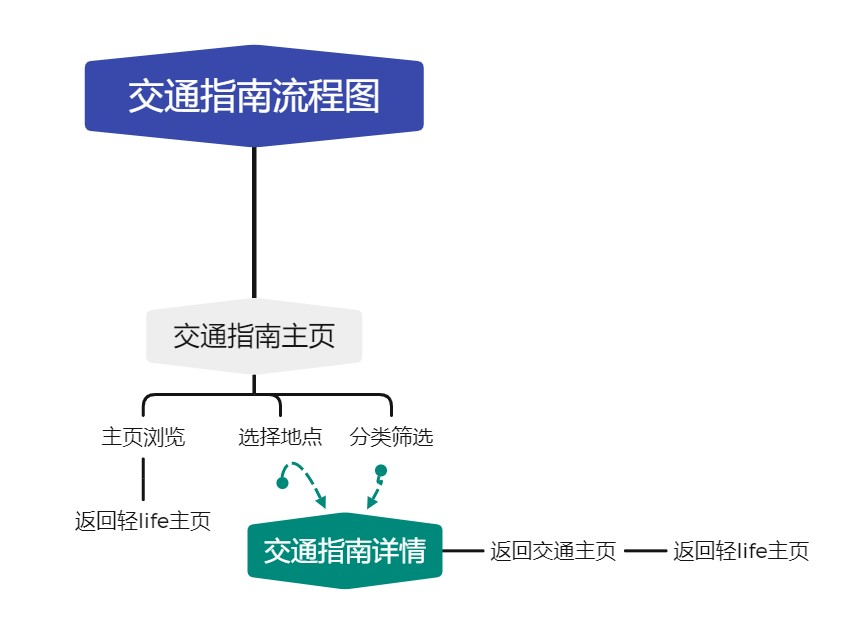 交通指南流程图
交通指南主页
主页浏览
选择地点
分类筛选
返回轻life主页
交通指南详情
返回交通主页
返回轻life主页